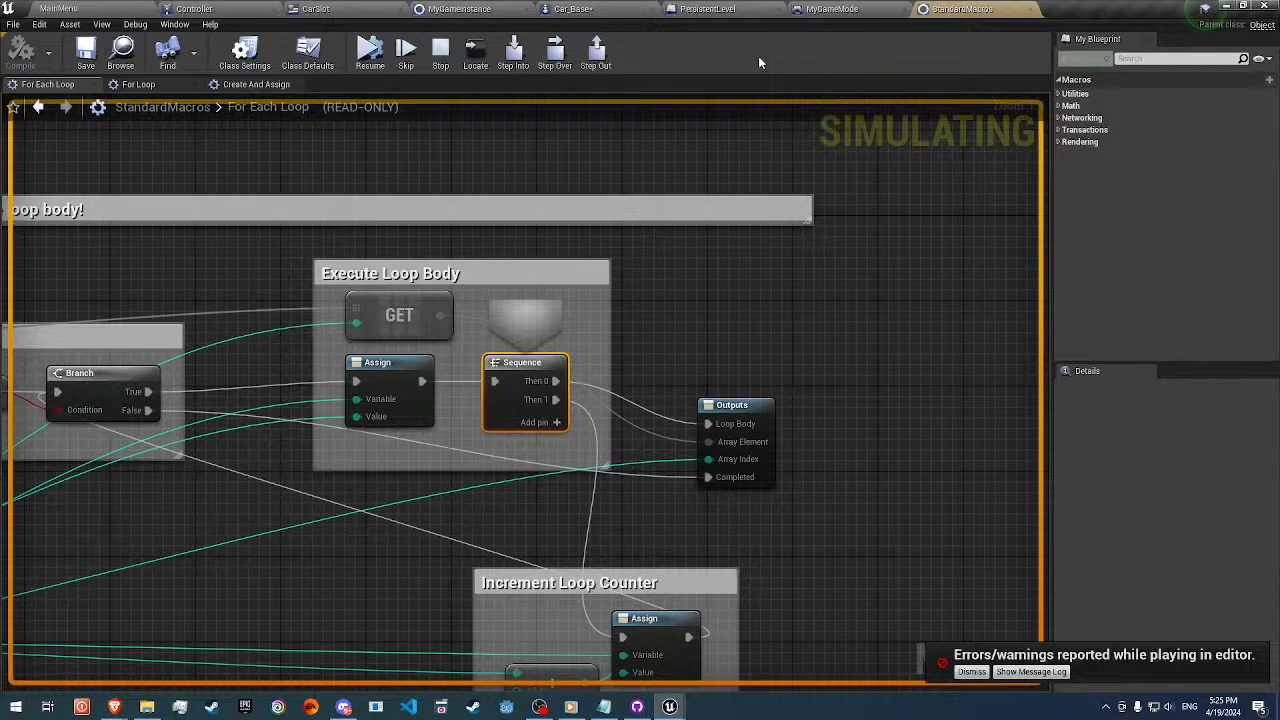 MainMenu
Controller
CarSlot
MyGameInstance
Car_Base*
PersistentLevel
MyGameMode
StandardMacros
File Edit Asset View Debug Window Help
Parent class: Object
Compile Save Browse Find Class Settings Class Defaults Resume Stop Locate Step Into Step Over Step Out
My Blueprint
Search
For Each Loop For Loop Create And Assign
StandardMacros > For Each Loop (READ-ONLY)
SIMULATING
Macros
Utilities
Math
Networking
Transactions
Rendering
oop body!
Execute Loop Body
GET
Branch
True
Condition
False
Assign
Variable
Value
Sequence
Then 0
Then 1
Add pin
Outputs
Loop Body
Array Element
Array Index
Completed
Details
Increment Loop Counter
Assign
Variable
Value
Errors/warnings reported while playing in editor.
Dismiss Show Message Log
ENG
5:25 PM
4/19/2024